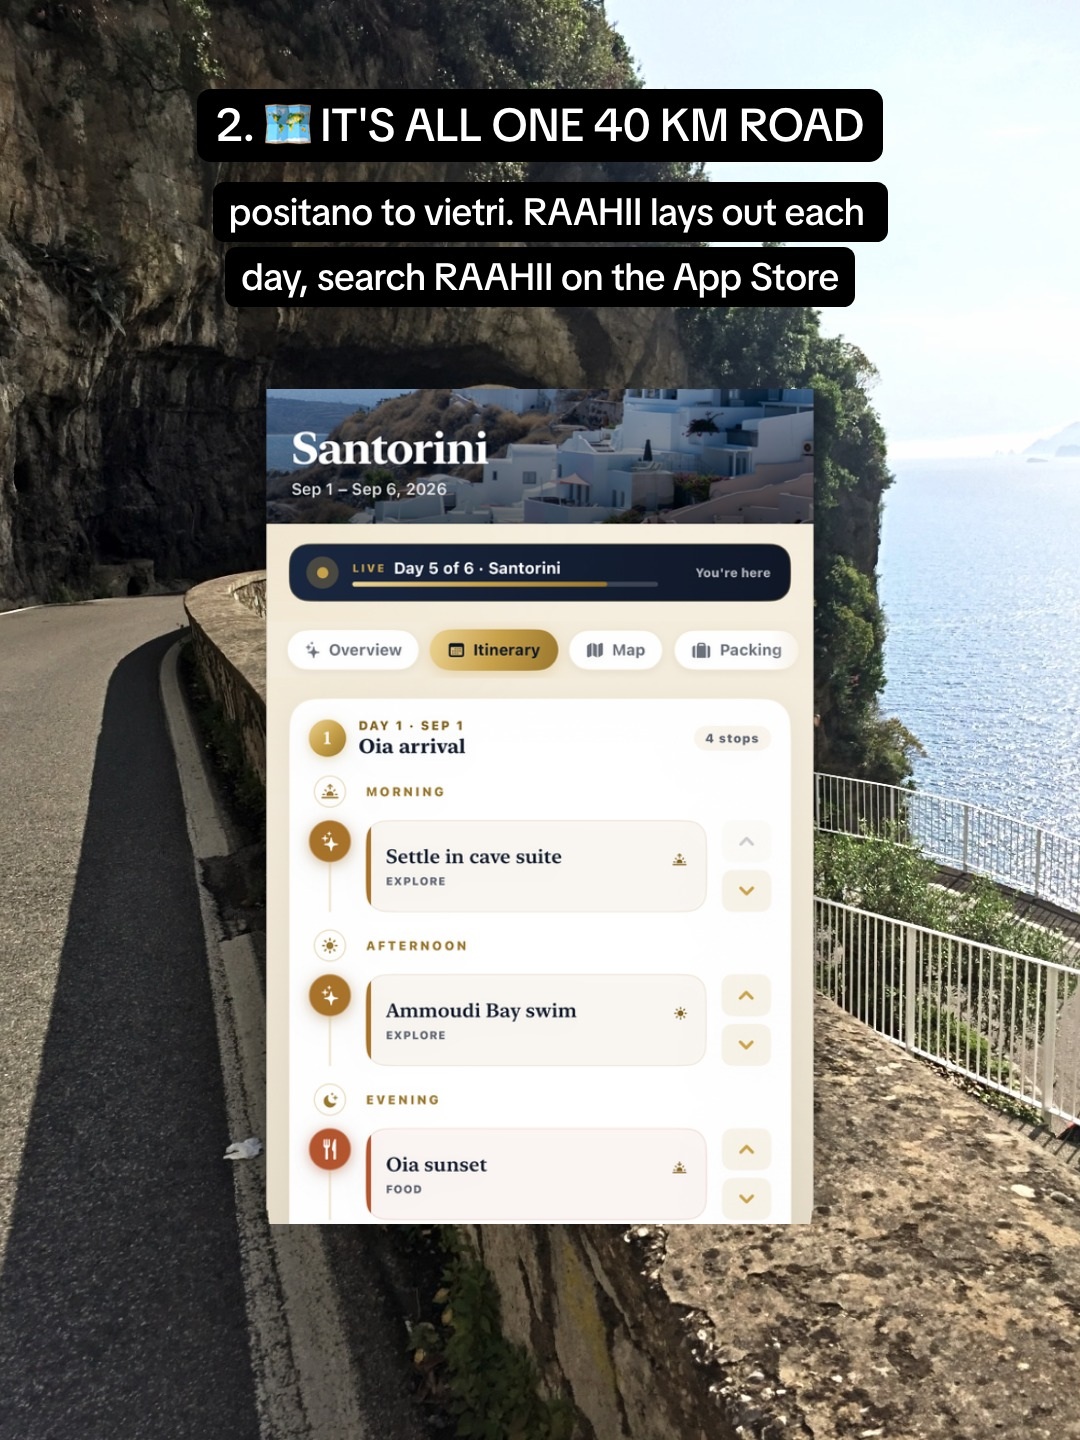 2. 🗺️ IT'S ALL ONE 40 KM ROAD
positano to vietri. RAAHII lays out each
day, search RAAHII on the App Store
Santorini
Sep 1 – Sep 6, 2026
LIVE Day 5 of 6 · Santorini
You're here
Overview
Itinerary
Map
Packing
1
DAY 1 · SEP 1
Oia arrival
4 stops
MORNING
Settle in cave suite
EXPLORE
AFTERNOON
Ammoudi Bay swim
EXPLORE
EVENING
Oia sunset
FOOD